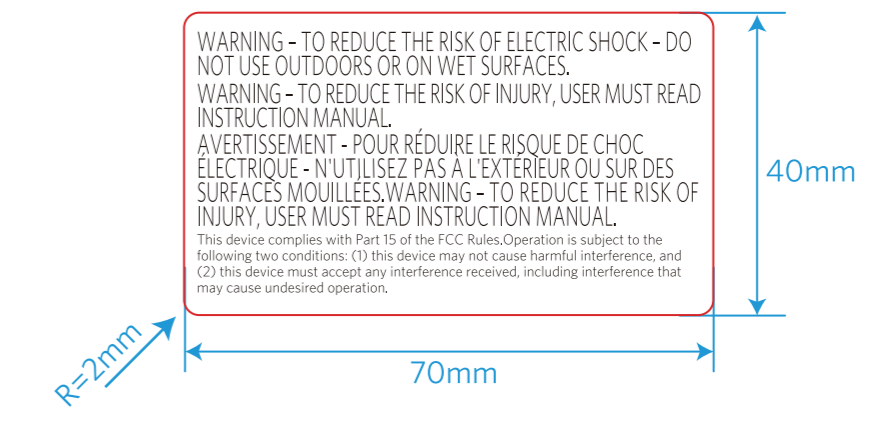 WARNING – TO REDUCE THE RISK OF ELECTRIC SHOCK – DO
NOT USE OUTDOORS OR ON WET SURFACES.
WARNING – TO REDUCE THE RISK OF INJURY, USER MUST READ
INSTRUCTION MANUAL.
AVERTISSEMENT - POUR RÉDUIRE LE RISQUE DE CHOC
ÉLECTRIQUE - N'UTILISEZ PAS À L'EXTÉRIEUR OU SUR DES
SURFACES MOUILLÉES.WARNING – TO REDUCE THE RISK OF
INJURY, USER MUST READ INSTRUCTION MANUAL.
This device complies with Part 15 of the FCC Rules.Operation is subject to the
following two conditions: (1) this device may not cause harmful interference, and
(2) this device must accept any interference received, including interference that
may cause undesired operation.
40mm
70mm
R=2mm